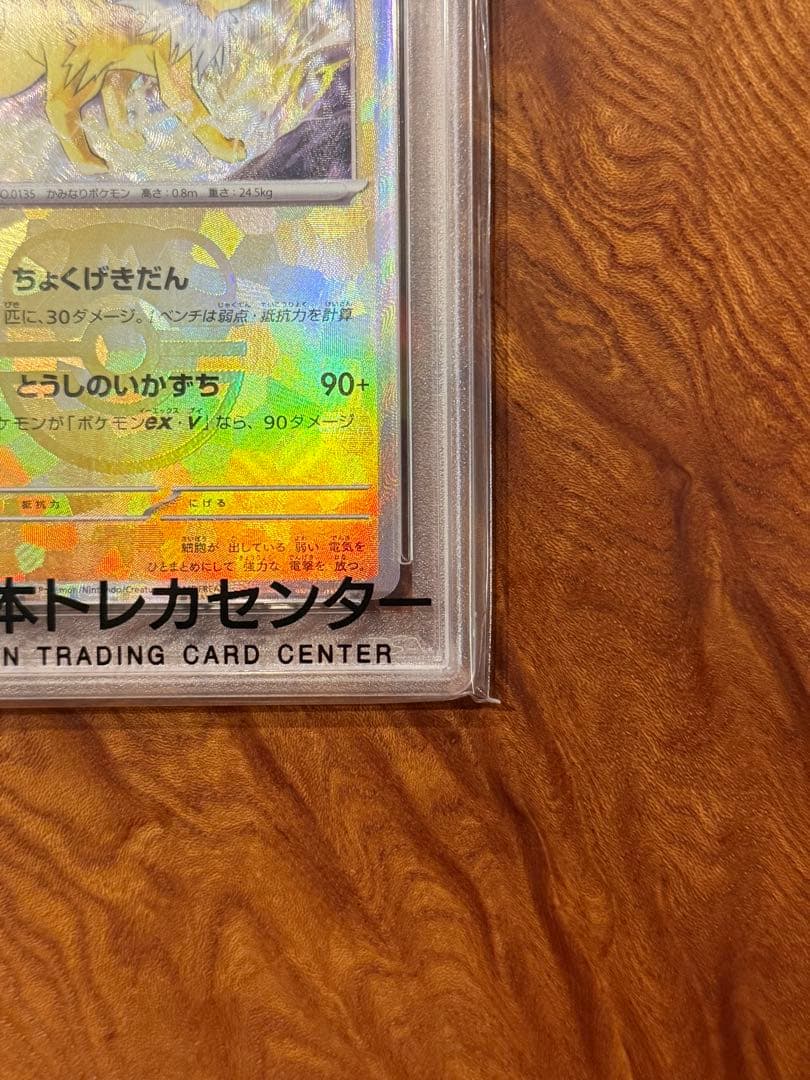 O.0135 かみなりポケモン 高さ：0.8m 重さ：24.5kg
ちょくげきだん
匹に、30ダメージ。[ベンチは弱点・抵抗力を計算
とうしのいかずち 90+
ケモンが「ポケモンex・V」なら、90ダメージ
抵抗力 にげる
細胞が 出している 弱い 電気を
ひとまとめにして 強力な 電撃を 放つ。
Pokémon/Nintendo/Creatur
本トレカセンター
N TRADING CARD CENTER